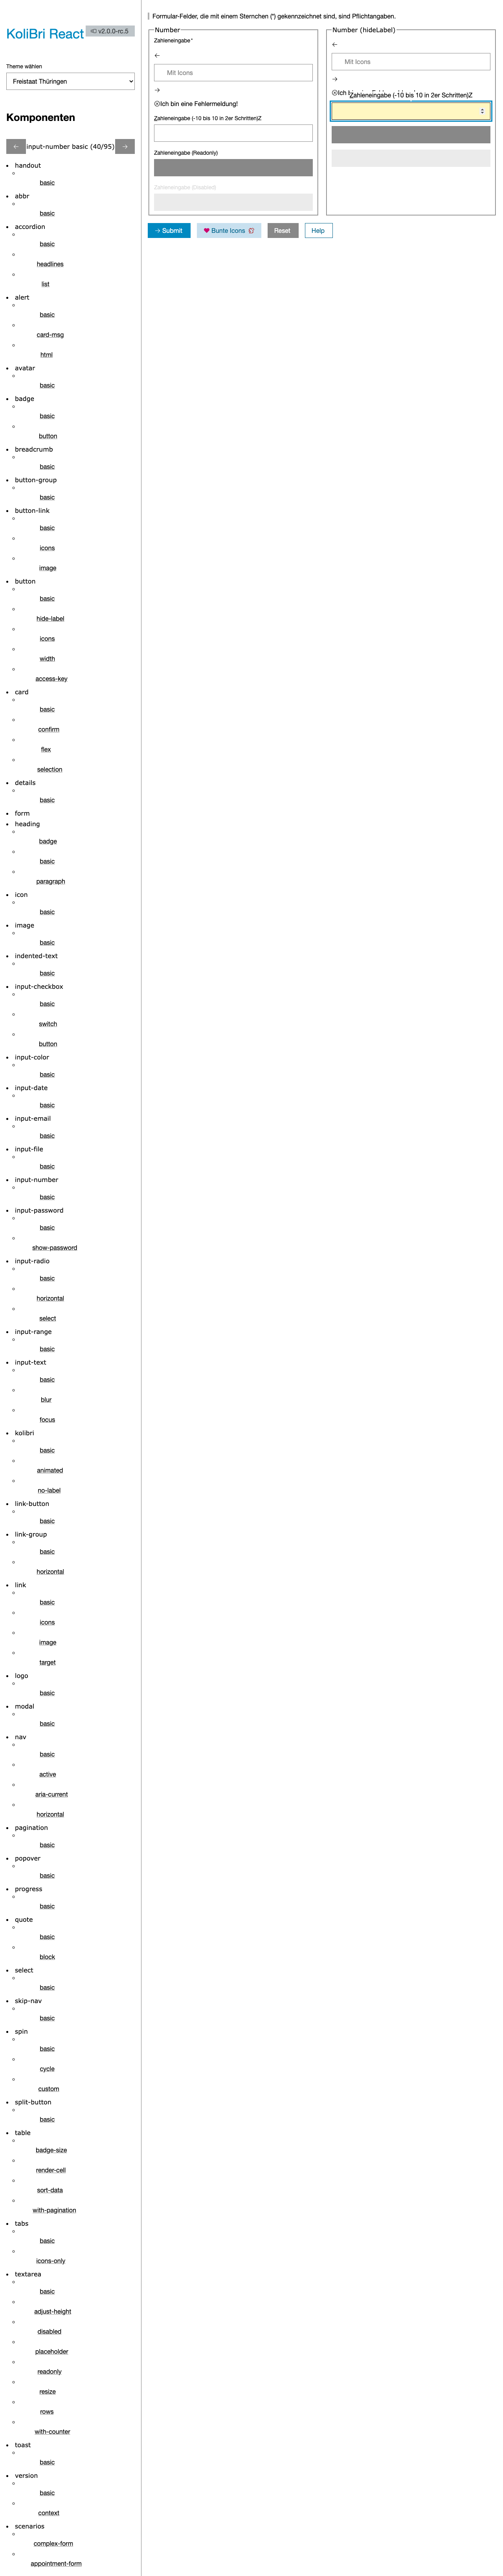 KoliBri React
v2.0.0-rc.5
Theme wählen
Freistaat Thüringen
Komponenten
← input-number basic (40/95) →
handout
basic
abbr
basic
accordion
basic
headlines
list
alert
basic
card-msg
html
avatar
basic
badge
basic
button
breadcrumb
basic
button-group
basic
button-link
basic
icons
image
button
basic
hide-label
icons
width
access-key
card
basic
confirm
flex
selection
details
basic
form
heading
badge
basic
paragraph
icon
basic
image
basic
indented-text
basic
input-checkbox
basic
switch
button
input-color
basic
input-date
basic
input-email
basic
input-file
basic
input-number
basic
input-password
basic
show-password
input-radio
basic
horizontal
select
input-range
basic
input-text
basic
blur
focus
kolibri
basic
animated
no-label
link-button
basic
link-group
basic
horizontal
link
basic
icons
image
target
logo
basic
modal
basic
nav
basic
active
aria-current
horizontal
pagination
basic
popover
basic
progress
basic
quote
basic
block
select
basic
skip-nav
basic
spin
basic
cycle
custom
split-button
basic
table
badge-size
render-cell
sort-data
with-pagination
tabs
basic
icons-only
textarea
basic
adjust-height
disabled
placeholder
readonly
resize
rows
with-counter
toast
basic
version
basic
context
scenarios
complex-form
appointment-form
Formular-Felder, die mit einem Sternchen (*) gekennzeichnet sind, sind Pflichtangaben.
Number
Zahleneingabe*
←
Mit Icons
→
Ich bin eine Fehlermeldung!
Zahleneingabe (-10 bis 10 in 2er Schritten)Z
Zahleneingabe (Readonly)
Zahleneingabe (Disabled)
Number (hideLabel)
←
Mit Icons
→
Ich
Zahleneingabe (-10 bis 10 in 2er Schritten)Z
→ Submit
Bunte Icons
Reset
Help